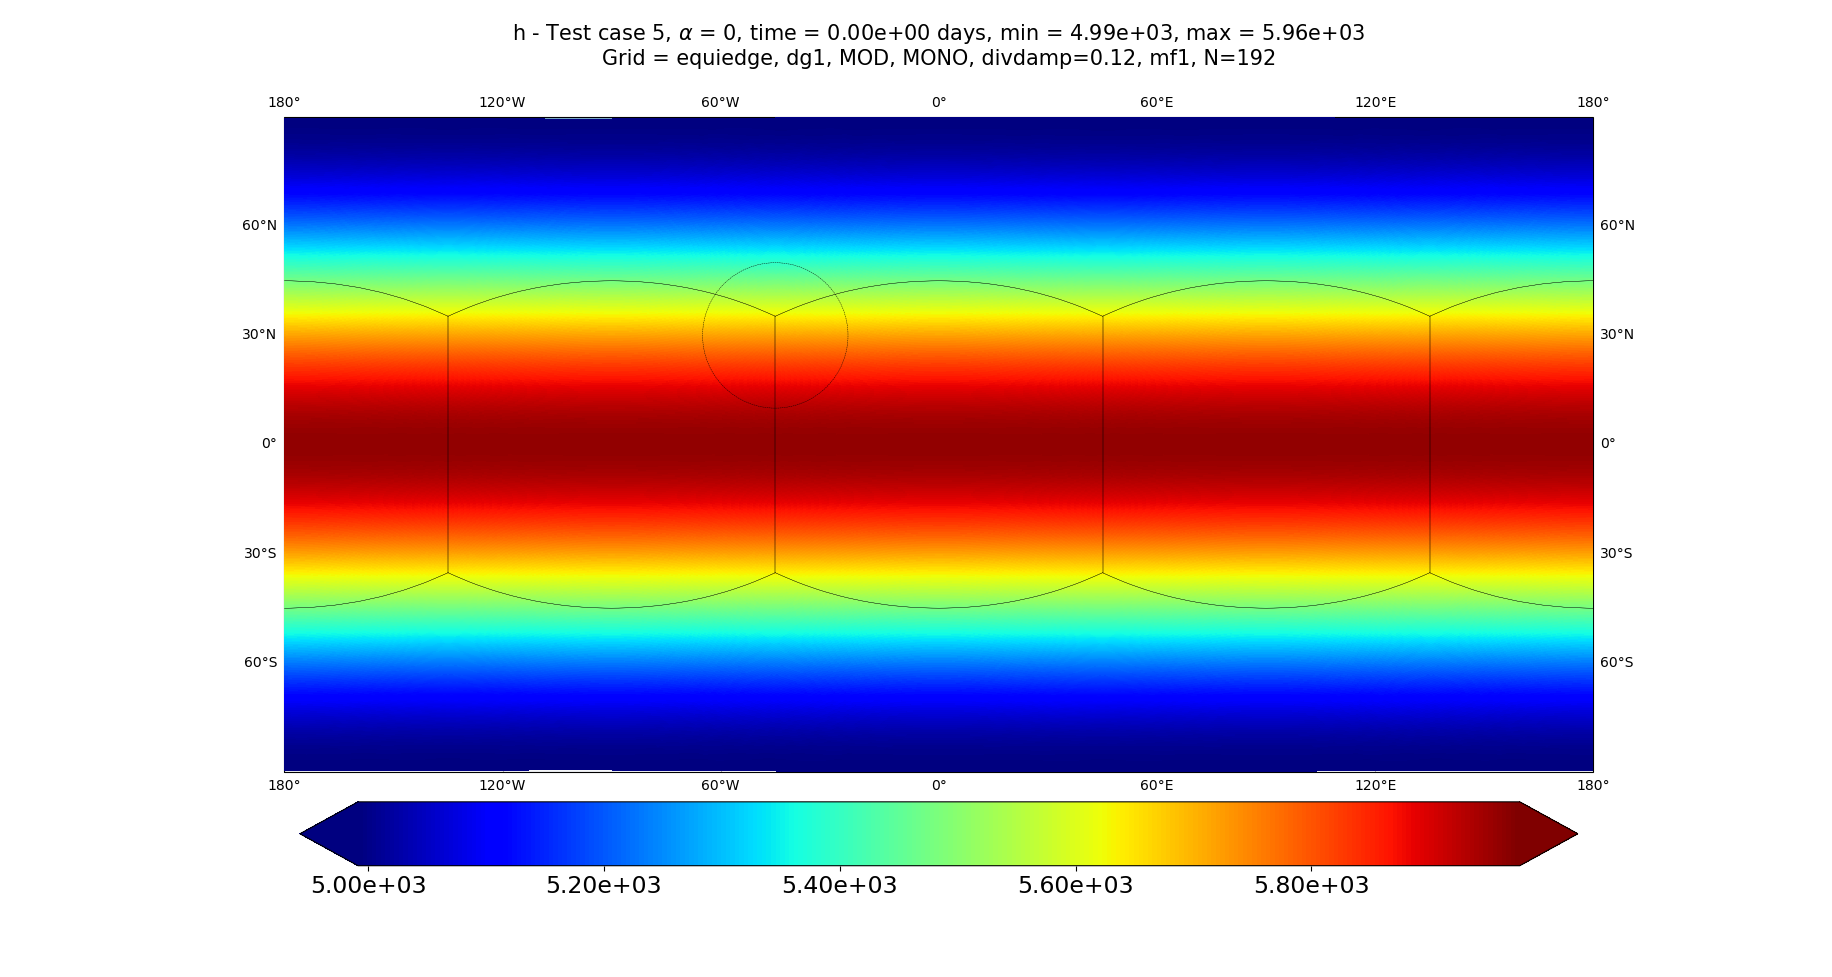 h - Test case 5, α = 0, time = 0.00e+00 days, min = 4.99e+03, max = 5.96e+03
Grid = equiedge, dg1, MOD, MONO, divdamp=0.12, mf1, N=192
180° 120°W 60°W 0° 60°E 120°E 180°
60°N 60°N
30°N 30°N
0° 0°
30°S 30°S
60°S 60°S
180° 120°W 60°W 0° 60°E 120°E 180°
5.00e+03 5.20e+03 5.40e+03 5.60e+03 5.80e+03